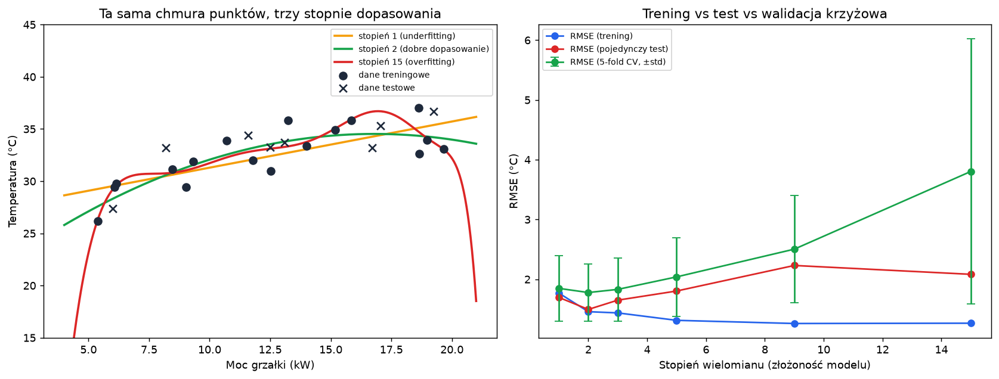 Ta sama chmura punktów, trzy stopnie dopasowania
45
40
35
30
25
20
15
Temperatura (°C)
stopień 1 (underfitting)
stopień 2 (dobre dopasowanie)
stopień 15 (overfitting)
dane treningowe
dane testowe
5.0 7.5 10.0 12.5 15.0 17.5 20.0
Moc grzałki (kW)
Trening vs test vs walidacja krzyżowa
6
5
4
3
2
RMSE (°C)
RMSE (trening)
RMSE (pojedynczy test)
RMSE (5-fold CV, ±std)
2 4 6 8 10 12 14
Stopień wielomianu (złożoność modelu)